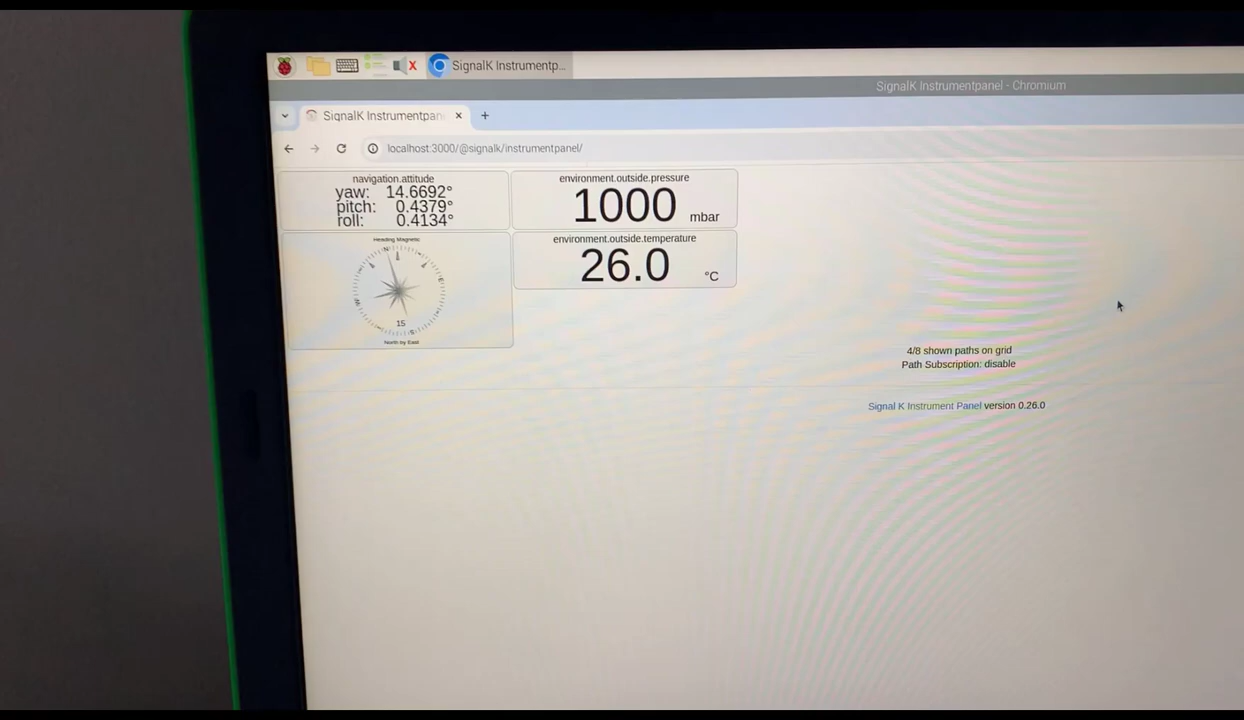 SignalK Instrumentp...
SignalK Instrumentpanel - Chromium
SignalK Instrumentpan
localhost:3000/@signalk/instrumentpanel/
navigation.attitude
yaw: 14.6692°
pitch: 0.4379°
roll: 0.4134°
environment.outside.pressure
1000 mbar
environment.outside.temperature
26.0 °C
Heading Magnetic
N
E
S
W
15
North by East
4/8 shown paths on grid
Path Subscription: disable
Signal K Instrument Panel version 0.26.0